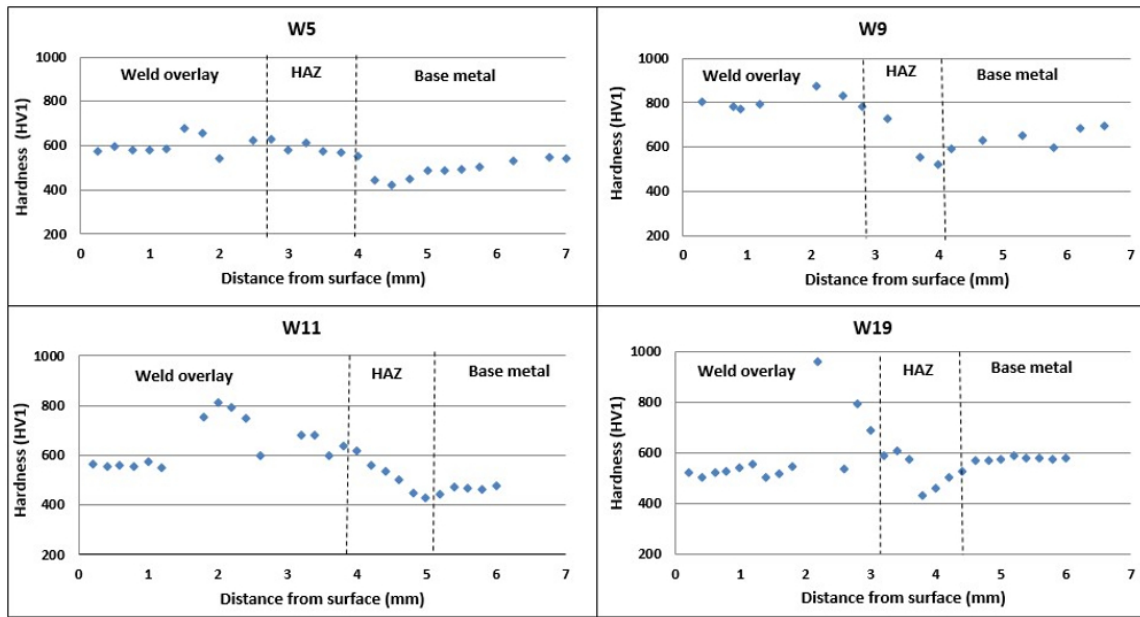 W5
1000
800
600
400
200
Hardness (HV1)
Weld overlay HAZ Base metal
0 1 2 3 4 5 6 7
Distance from surface (mm)
W9
1000
800
600
400
200
Hardness (HV1)
Weld overlay HAZ Base metal
0 1 2 3 4 5 6 7
Distance from surface (mm)
W11
1000
800
600
400
200
Hardness (HV1)
Weld overlay HAZ Base metal
0 1 2 3 4 5 6 7
Distance from surface (mm)
W19
1000
800
600
400
200
Hardness (HV1)
Weld overlay HAZ Base metal
0 1 2 3 4 5 6 7
Distance from surface (mm)